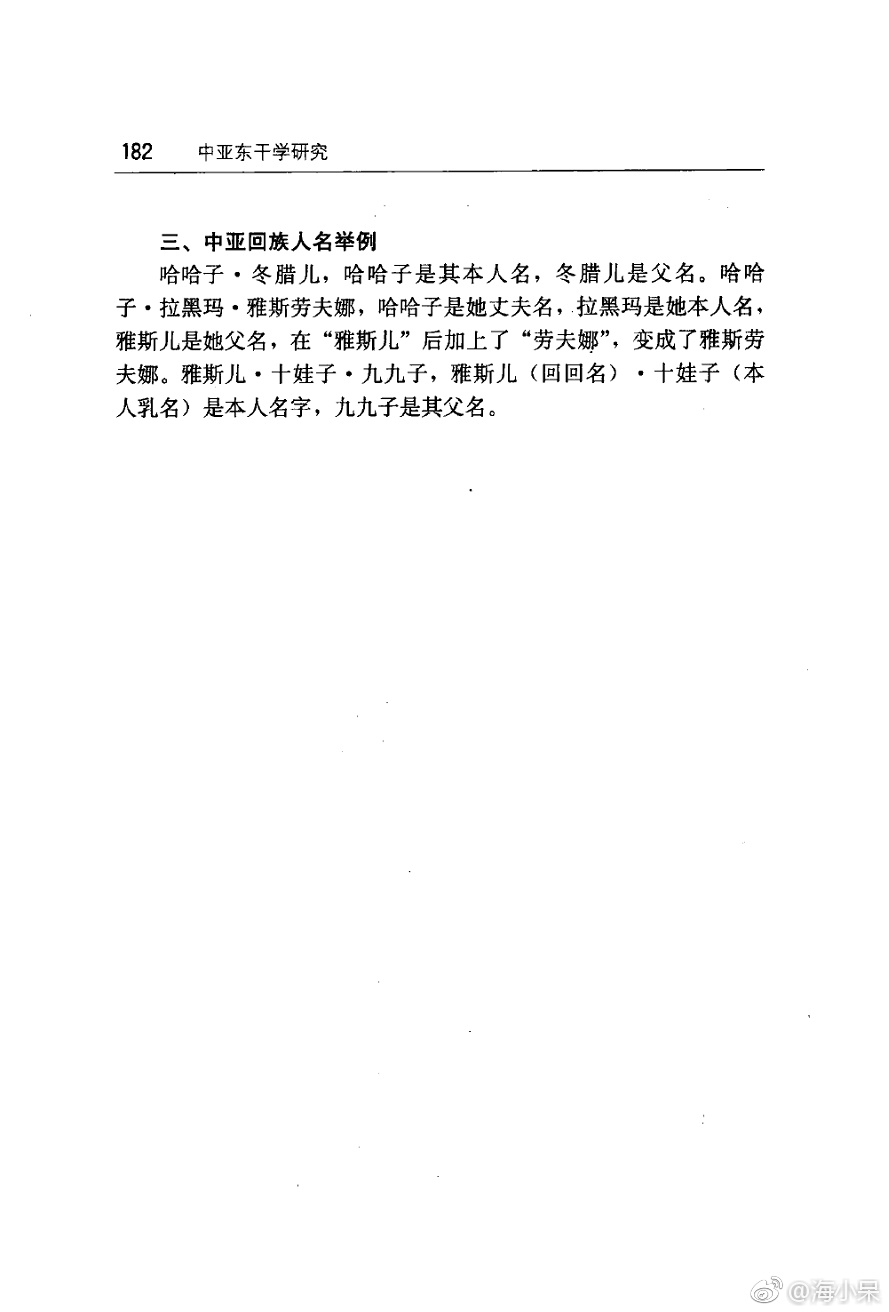 182 中亚东干学研究
三、中亚回族人名举例
哈哈子·冬腊儿，哈哈子是其本人名，冬腊儿是父名。哈哈
子·拉黑玛·雅斯劳夫娜，哈哈子是她丈夫名，拉黑玛是她本人名，
雅斯儿是她父名，在“雅斯儿”后加上了“劳夫娜”，变成了雅斯劳
夫娜。雅斯儿·十娃子·九九子，雅斯儿（回回名）·十娃子（本
人乳名）是本人名字，九九子是其父名。
@海小呆